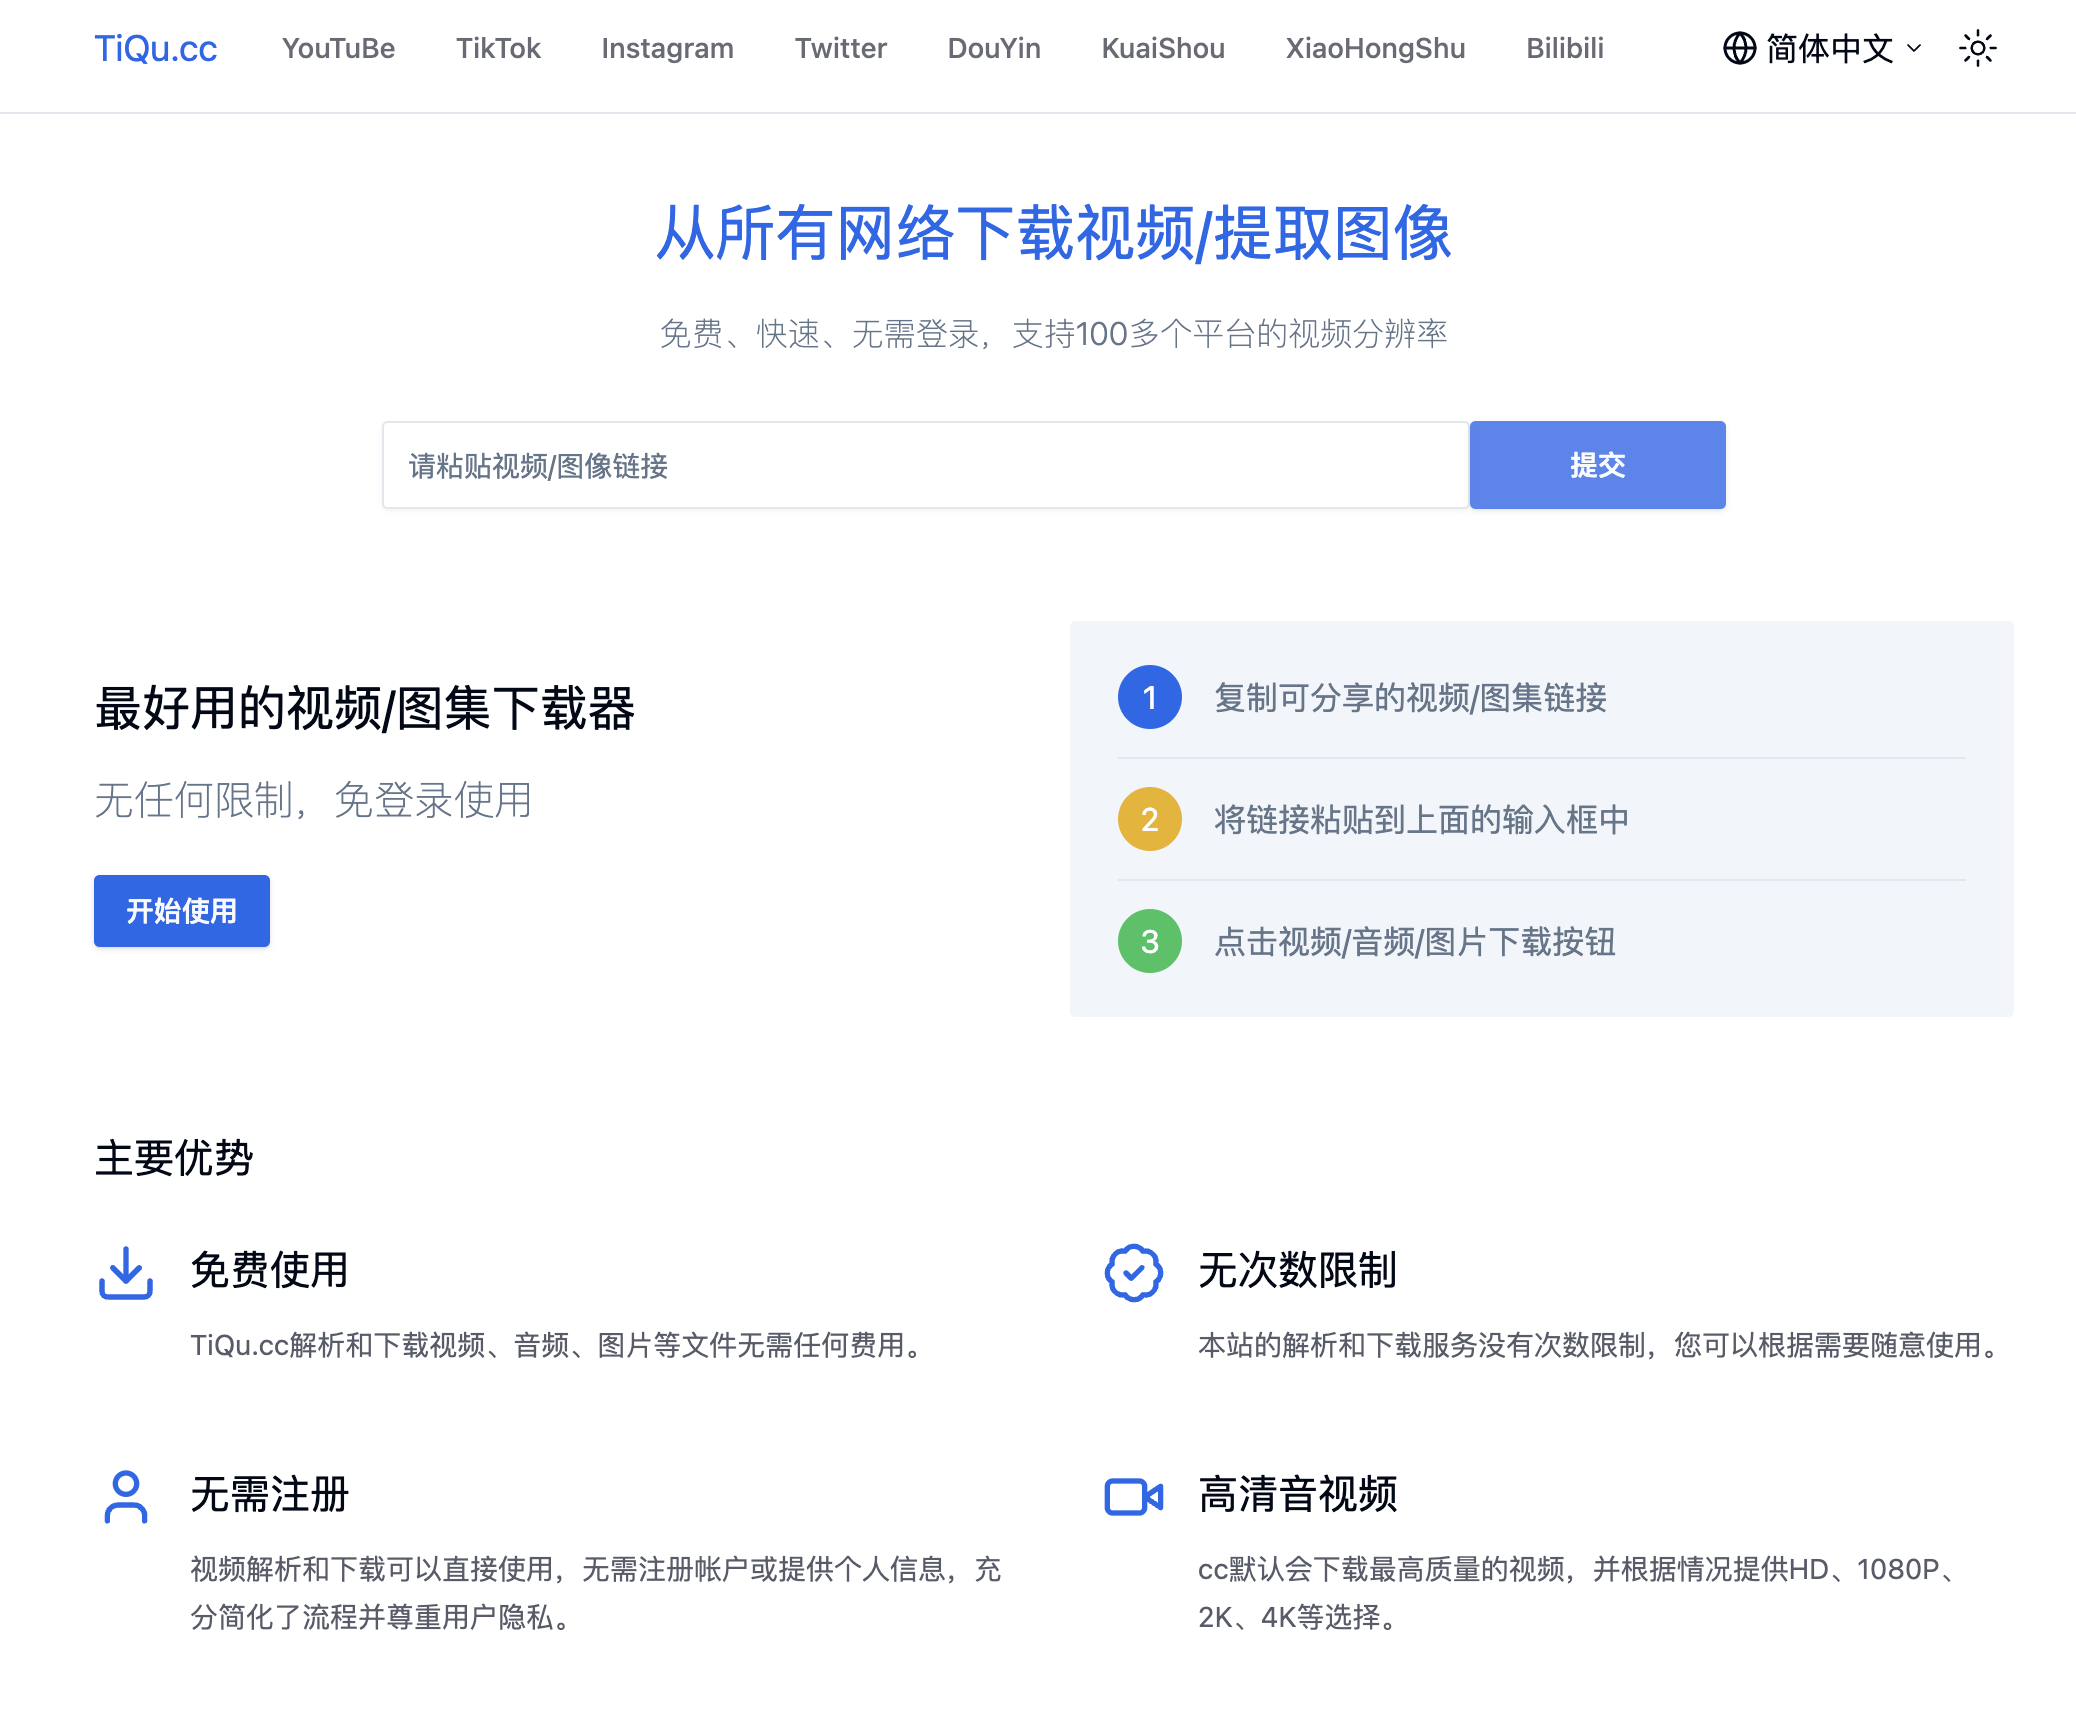 TiQu.cc YouTuBe TikTok Instagram Twitter DouYin KuaiShou XiaoHongShu Bilibili 简体中文
从所有网络下载视频/提取图像
免费、快速、无需登录，支持100多个平台的视频分辨率
请粘贴视频/图像链接 提交
最好用的视频/图集下载器
无任何限制，免登录使用
开始使用
1 复制可分享的视频/图集链接
2 将链接粘贴到上面的输入框中
3 点击视频/音频/图片下载按钮
主要优势
免费使用
TiQu.cc解析和下载视频、音频、图片等文件无需任何费用。
无次数限制
本站的解析和下载服务没有次数限制，您可以根据需要随意使用。
无需注册
视频解析和下载可以直接使用，无需注册帐户或提供个人信息，充
分简化了流程并尊重用户隐私。
高清音视频
cc默认会下载最高质量的视频，并根据情况提供HD、1080P、
2K、4K等选择。